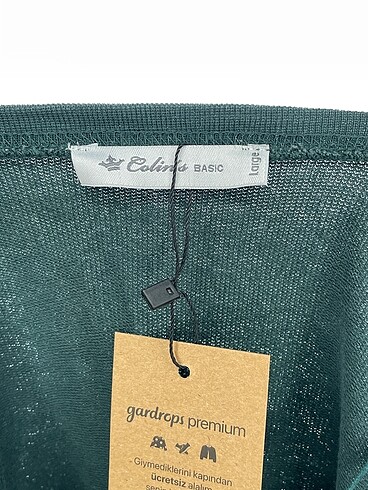 Colin's BASIC
Large
gardrops premium
Giymediklerini kapından
ücretsiz alalım